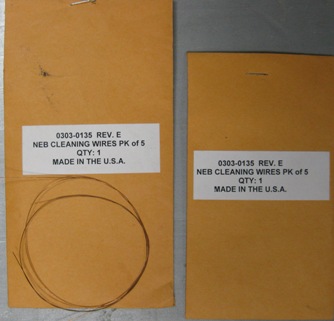 0303-0135 REV. E
NEB CLEANING WIRES PK of 5
QTY: 1
MADE IN THE U.S.A.
0303-0135 REV. E
NEB CLEANING WIRES PK of 5
QTY: 1
MADE IN THE U.S.A.